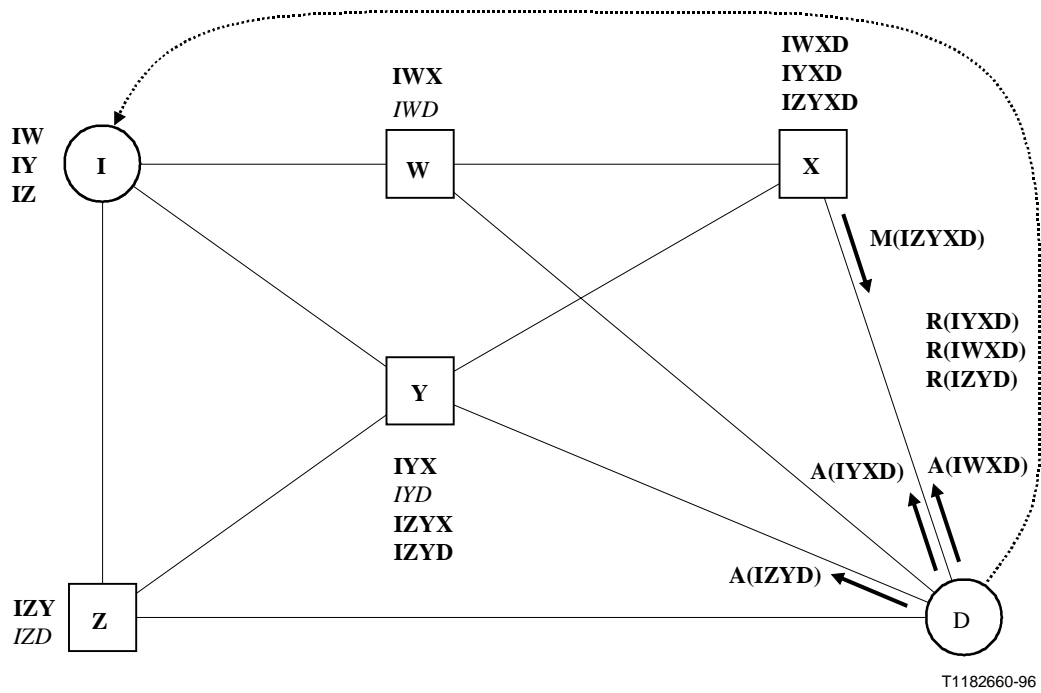 IWXD
IYXD
IZYXD
IWX
IWD
IW
IY
IZ
I
W
X
M(IZYXD)
R(IYXD)
R(IWXD)
R(IZYD)
Y
IYX
IYD
IZYX
IZYD
A(IYXD)
A(IWXD)
A(IZYD)
IZY
IZD
Z
D
T1182660-96